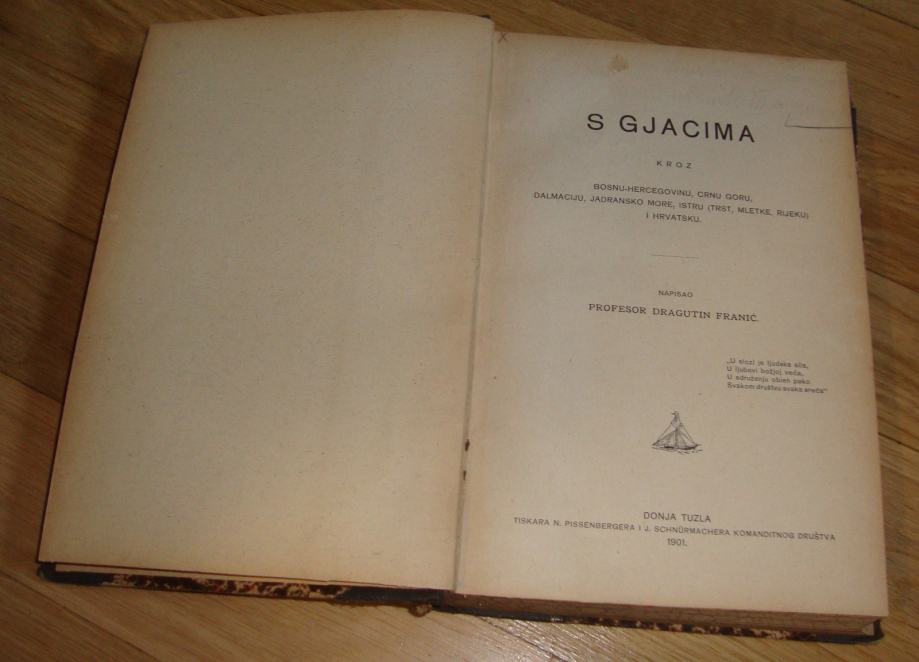 S GJACIMA
KROZ
BOSNU-HERCEGOVINU, CRNU GORU,
DALMACIJU, JADRANSKO MORE, ISTRU (TRST, MLETKE, RIJEKU)
I HRVATSKU.
NAPISAO
PROFESOR DRAGUTIN FRANIĆ.
„U slozi je ljudska sila,
U ljubavi božjoj veća,
U združenju obieh pako
Svakom društvu svaka sreća“
DONJA TUZLA
TISKARA N. PISSENBERGERA I J. SCHNÜRMACHERA KOMANDITNOG DRUŠTVA
1901.